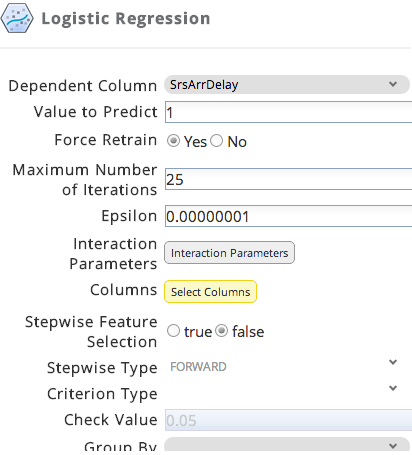 Logistic Regression
Dependent Column SrsArrDelay
Value to Predict 1
Force Retrain Yes No
Maximum Number
of Iterations 25
Epsilon 0.00000001
Interaction
Parameters Interaction Parameters
Columns Select Columns
Stepwise Feature
Selection true false
Stepwise Type FORWARD
Criterion Type
Check Value 0.05
Group By